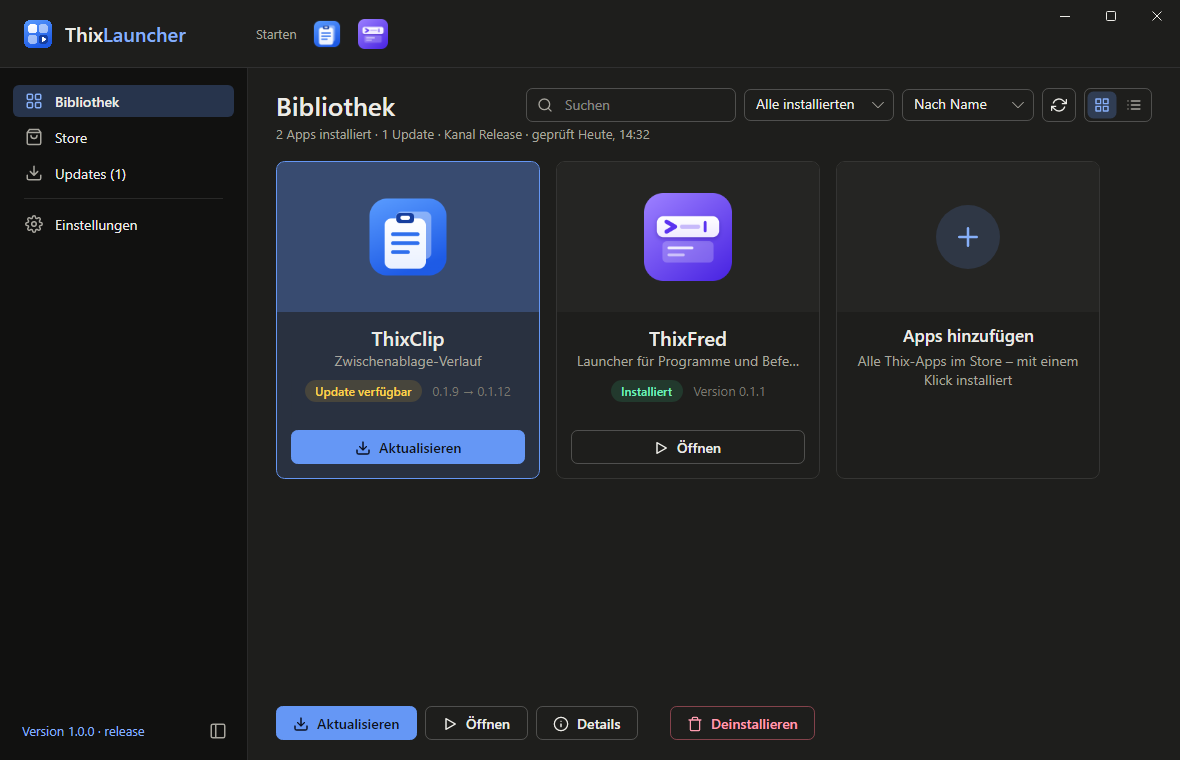 ThixLauncher
Starten
Bibliothek
Store
Updates (1)
Einstellungen
Version 1.0.0 · release
Bibliothek
Suchen
Alle installierten
Nach Name
2 Apps installiert · 1 Update · Kanal Release · geprüft Heute, 14:32
ThixClip
Zwischenablage-Verlauf
Update verfügbar 0.1.9 → 0.1.12
Aktualisieren
ThixFred
Launcher für Programme und Befe...
Installiert Version 0.1.1
Öffnen
Apps hinzufügen
Alle Thix-Apps im Store – mit einem
Klick installiert
Aktualisieren
Öffnen
Details
Deinstallieren